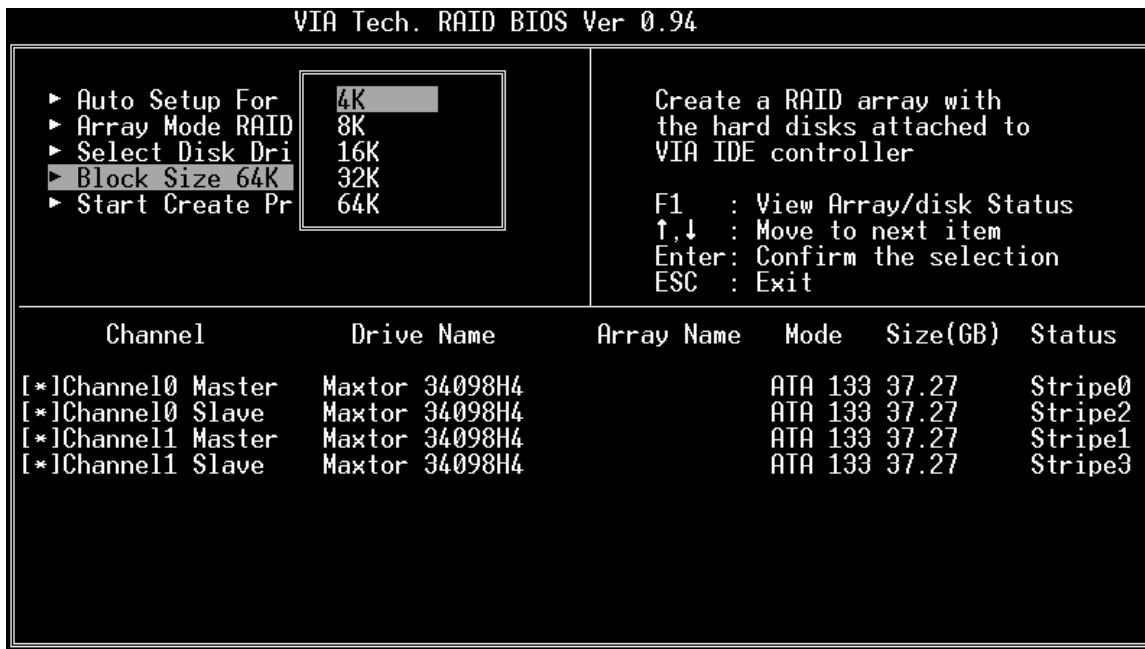 VIA Tech. RAID BIOS Ver 0.94
► Auto Setup For
► Array Mode RAID
► Select Disk Dri
► Block Size 64K
► Start Create Pr
4K
8K
16K
32K
64K
Create a RAID array with
the hard disks attached to
VIA IDE controller
F1 : View Array/disk Status
↑,↓ : Move to next item
Enter: Confirm the selection
ESC : Exit
Channel Drive Name Array Name Mode Size(GB) Status
[*]Channel0 Master Maxtor 34098H4 ATA 133 37.27 Stripe0
[*]Channel0 Slave Maxtor 34098H4 ATA 133 37.27 Stripe2
[*]Channel1 Master Maxtor 34098H4 ATA 133 37.27 Stripe1
[*]Channel1 Slave Maxtor 34098H4 ATA 133 37.27 Stripe3